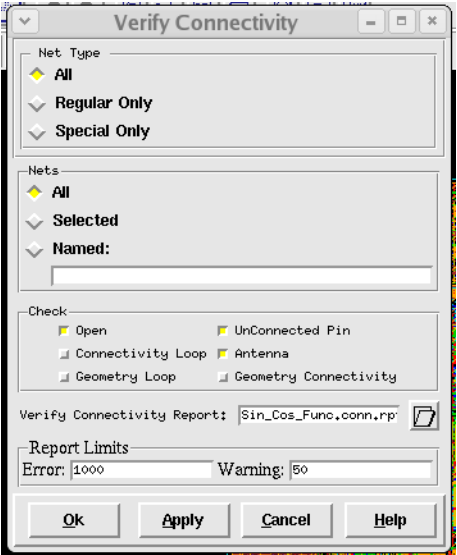 Verify Connectivity
Net Type
All
Regular Only
Special Only
Nets
All
Selected
Named:
Check
Open UnConnected Pin
Connectivity Loop Antenna
Geometry Loop Geometry Connectivity
Verify Connectivity Report: Sin_Cos_Func.conn.rp
Report Limits
Error: 1000 Warning: 50
Ok Apply Cancel Help